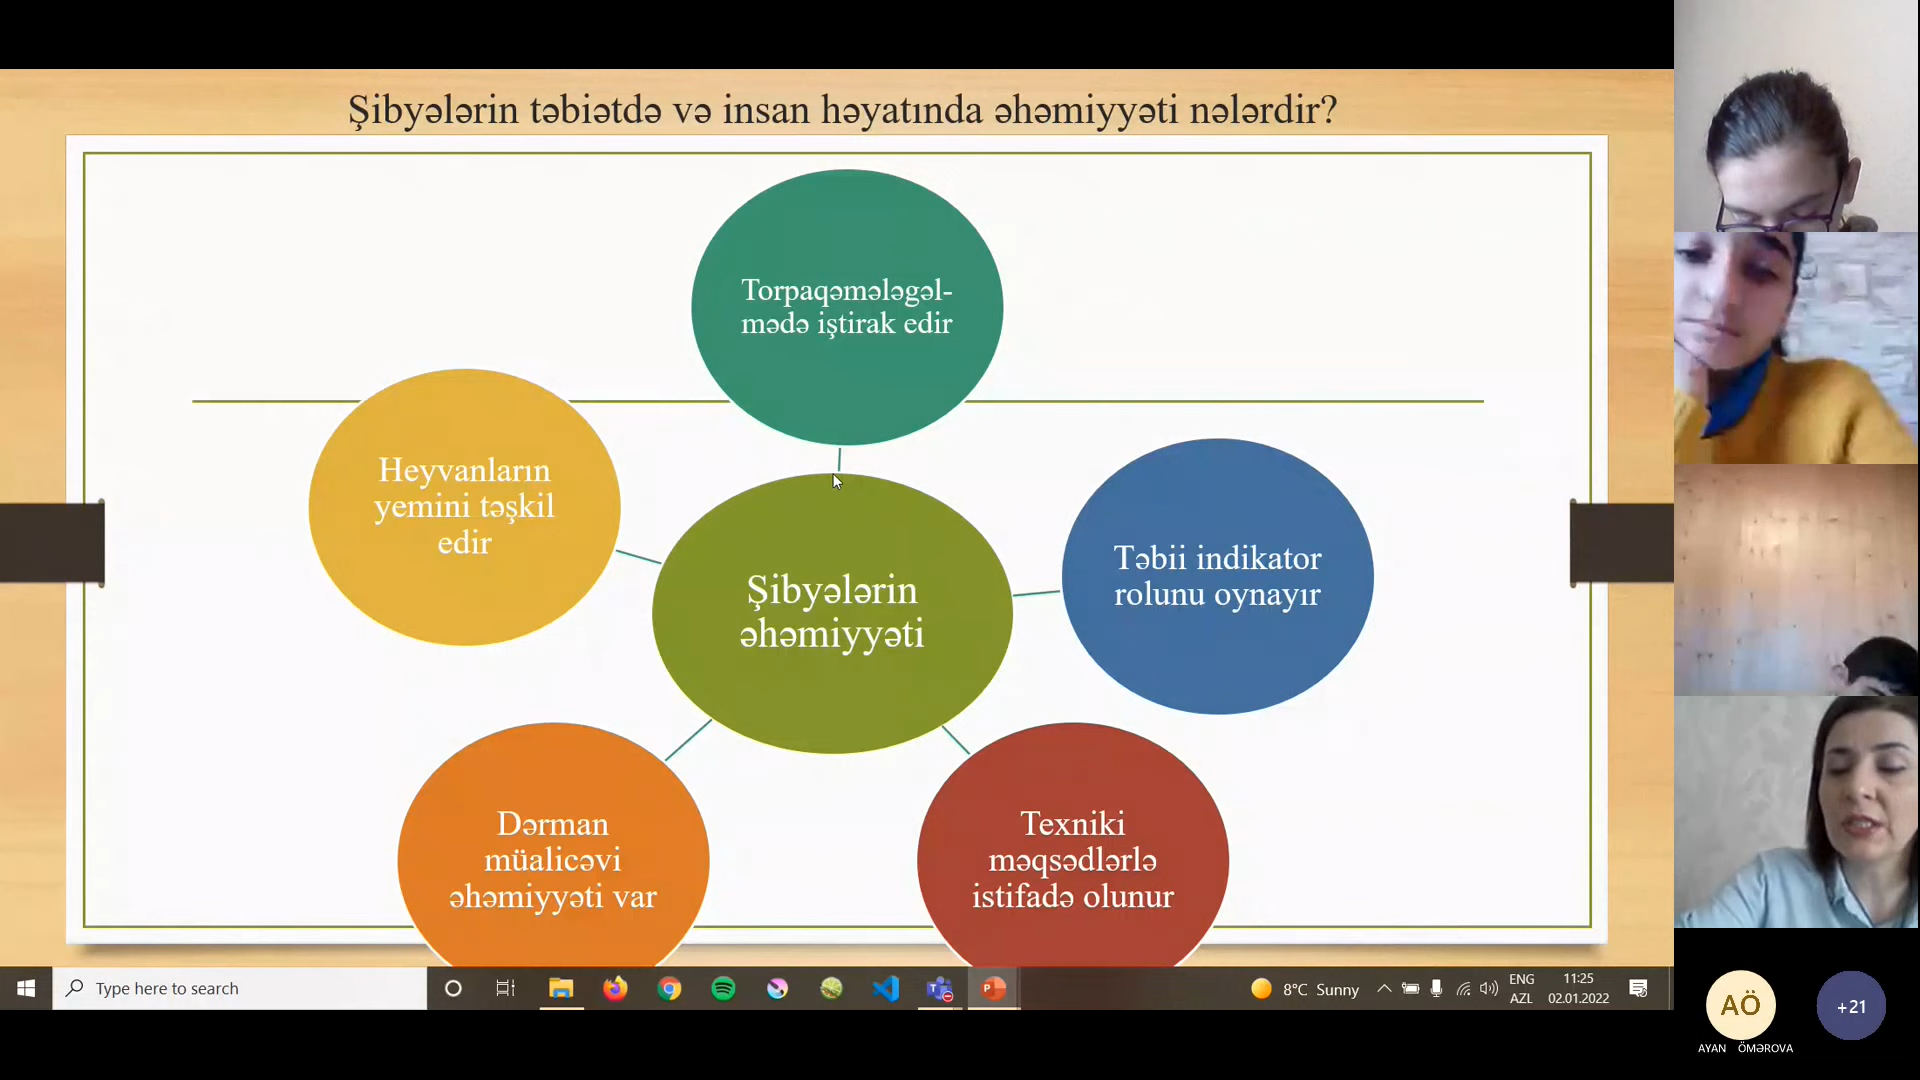 Şibyələrin təbiətdə və insan həyatında əhəmiyyəti nələrdir?
Torpaqəmələgəl-
mədə iştirak edir
Heyvanların
yemini təşkil
edir
Təbii indikator
rolunu oynayır
Şibyələrin
əhəmiyyəti
Dərman
müalicəvi
əhəmiyyəti var
Texniki
məqsədlərlə
istifadə olunur
Type here to search
8°C Sunny
ENG
AZL
11:25
02.01.2022
AÖ
+21
AYAN ÖMƏROVA